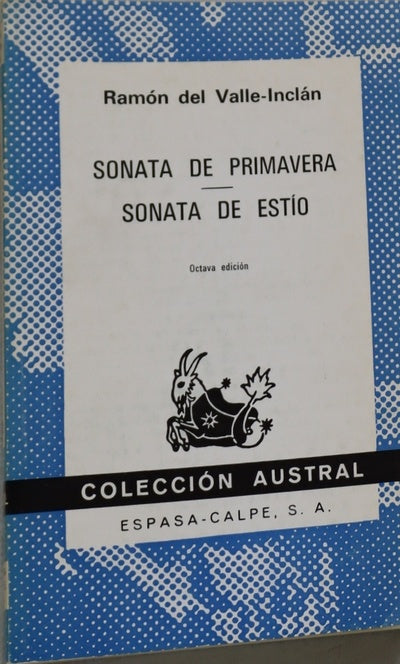 Ramón del Valle-Inclán
SONATA DE PRIMAVERA
SONATA DE ESTÍO
Octava edición
COLECCIÓN AUSTRAL
ESPASA-CALPE, S. A.